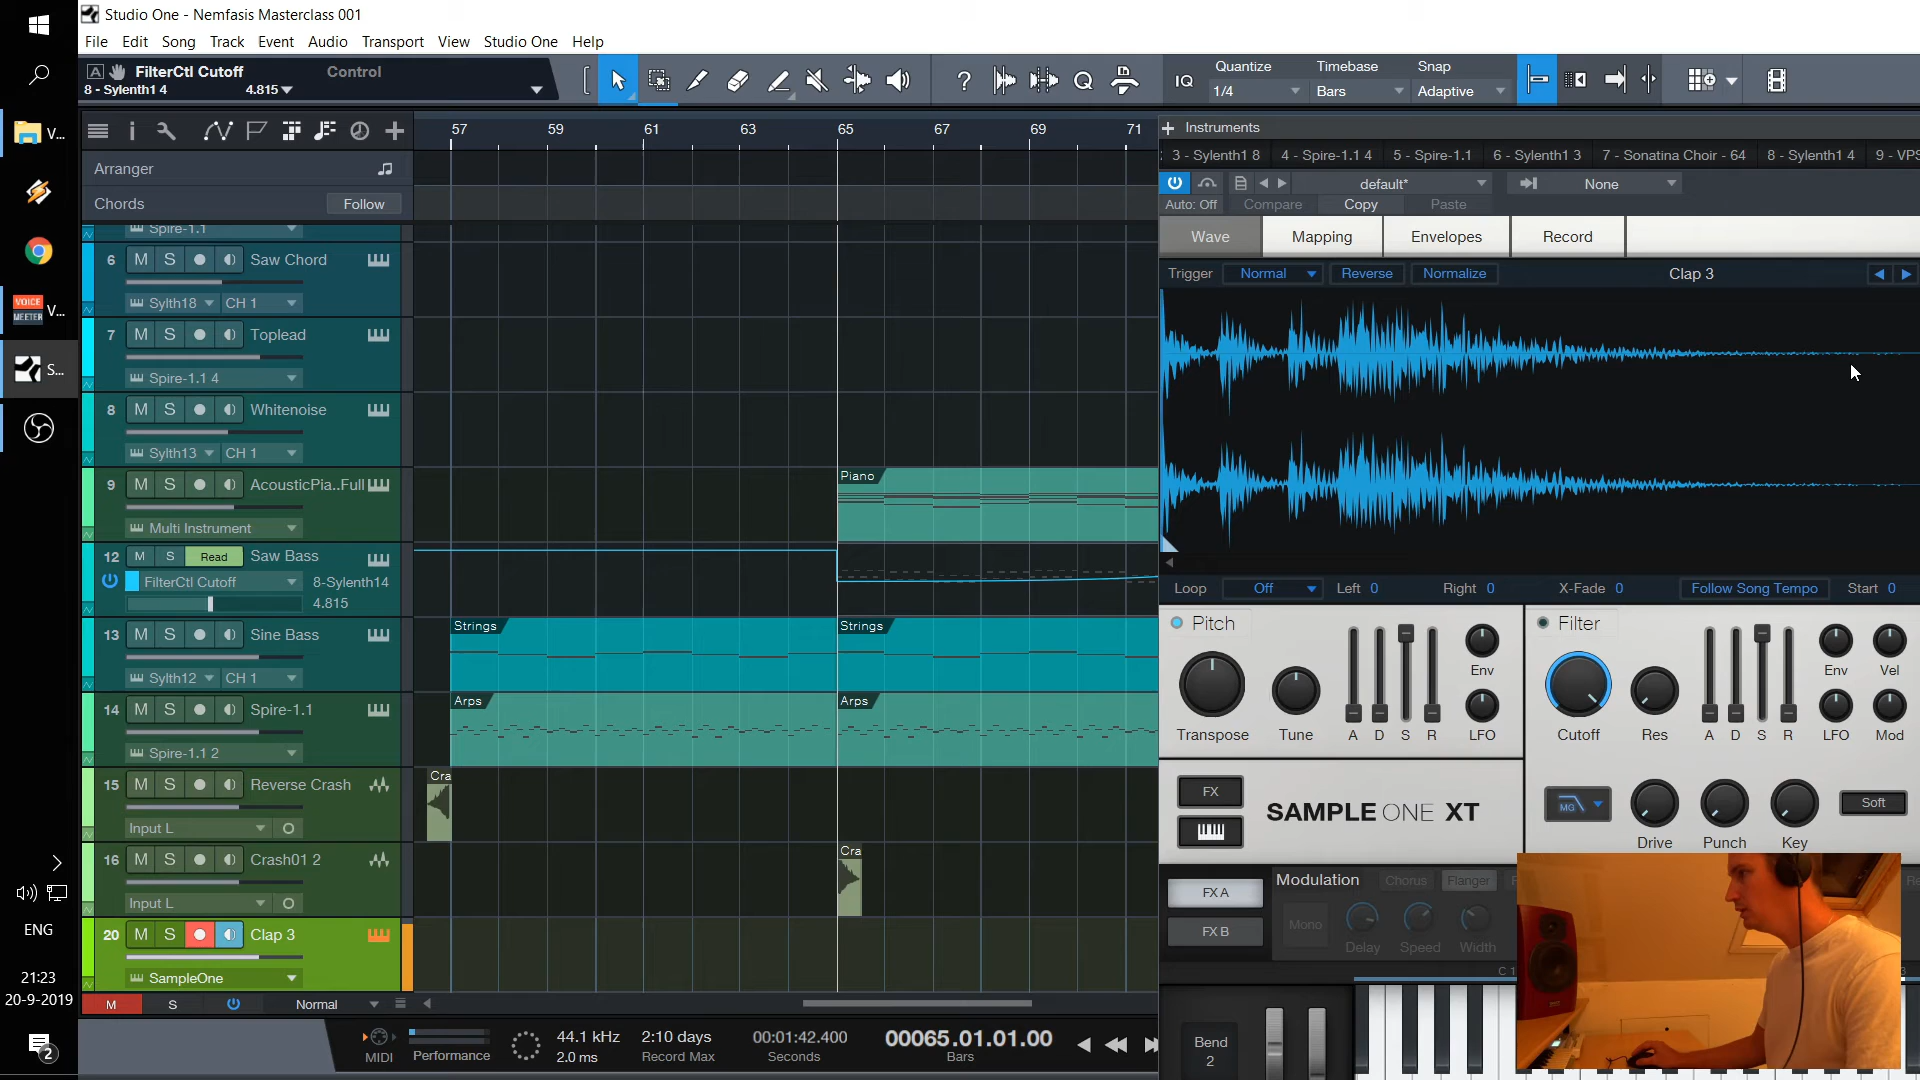 Studio One - Nemfasis Masterclass 001
File Edit Song Track Event Audio Transport View Studio One Help
A FilterCtl Cutoff Control
8 - Sylenth1 4 4.815
IQ Quantize Timebase Snap
1/4 Bars Adaptive
57 59 61 63 65 67 69 71
Arranger
Chords Follow
Spire-1.1
6 M S Saw Chord
Sylth18 CH 1
7 M S Toplead
Spire-1.1 4
8 M S Whitenoise
Sylth13 CH 1
9 M S AcousticPia..Full
Multi Instrument
12 M S Read Saw Bass
FilterCtl Cutoff 8-Sylenth14
4.815
13 M S Sine Bass
Sylth12 CH 1
14 M S Spire-1.1
Spire-1.1 2
15 M S Reverse Crash
Input L
16 M S Crash01 2
Input L
20 M S Clap 3
SampleOne
M S Normal
Piano
Strings Strings
Arps Arps
Cra
Cra
Instruments
3 - Sylenth1 8 4 - Spire-1.1 4 5 - Spire-1.1 6 - Sylenth1 3 7 - Sonatina Choir - 64 8 - Sylenth1 4 9 - VPS
default* None
Auto: Off Compare Copy Paste
Wave Mapping Envelopes Record
Trigger Normal Reverse Normalize Clap 3
Loop Off Left 0 Right 0 X-Fade 0 Follow Song Tempo Start 0
Pitch
Transpose Tune A D S R Env LFO
Filter
Cutoff Res A D S R Env Vel LFO Mod
FX SAMPLE ONE XT
MG Drive Punch Key Soft
FX A Modulation Chorus Flanger
FX B Mono Delay Speed Width
C 1
Bend
2
MIDI Performance
44.1 kHz 2:10 days 00:01:42.400 00065.01.01.00
2.0 ms Record Max Seconds Bars
V...
VOICE MEETER V...
S...
ENG
21:23
20-9-2019
2